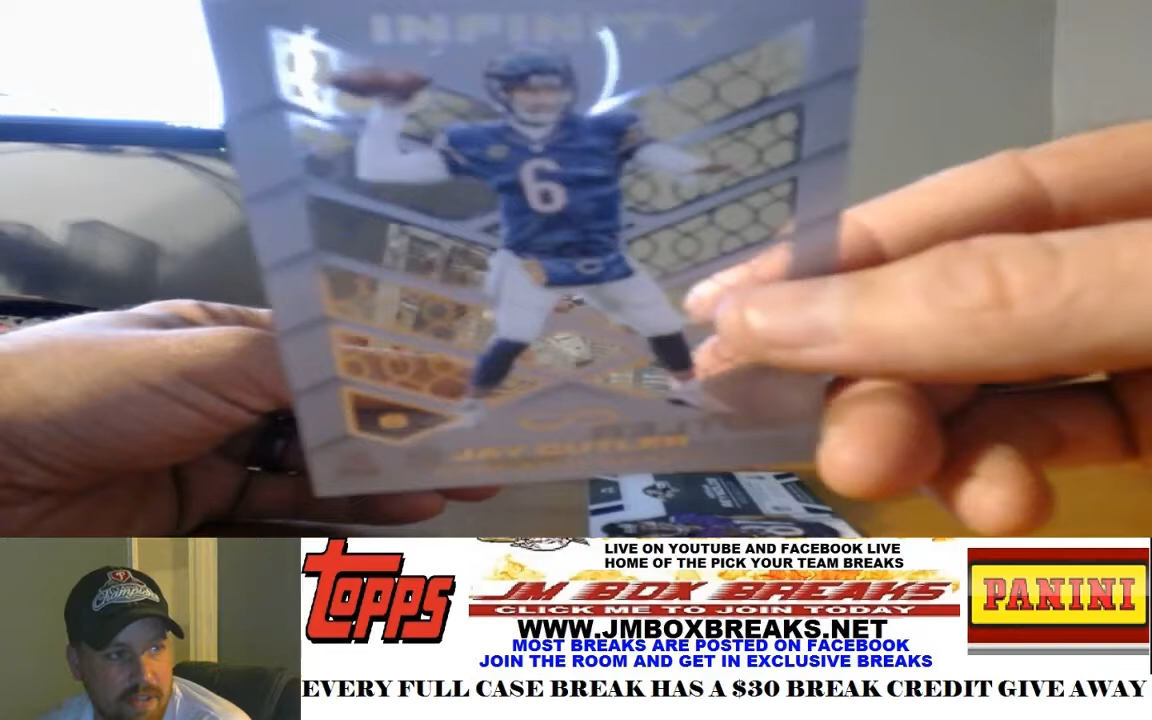 INFINITY
6
JAY CUTLER
Champions
TOPPS
LIVE ON YOUTUBE AND FACEBOOK LIVE
HOME OF THE PICK YOUR TEAM BREAKS
JM BOX BREAKS
CLICK ME TO JOIN TODAY
WWW.JMBOXBREAKS.NET
MOST BREAKS ARE POSTED ON FACEBOOK
JOIN THE ROOM AND GET IN EXCLUSIVE BREAKS
PANINI
EVERY FULL CASE BREAK HAS A $30 BREAK CREDIT GIVE AWAY